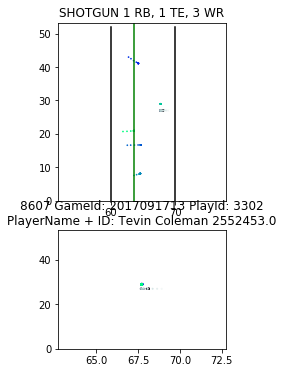 SHOTGUN 1 RB, 1 TE, 3 WR
50
40
30
20
10
0
60 70
8607 GameId: 2017091713 PlayId: 3302
PlayerName + ID: Tevin Coleman 2552453.0
40
20
0
65.0 67.5 70.0 72.5